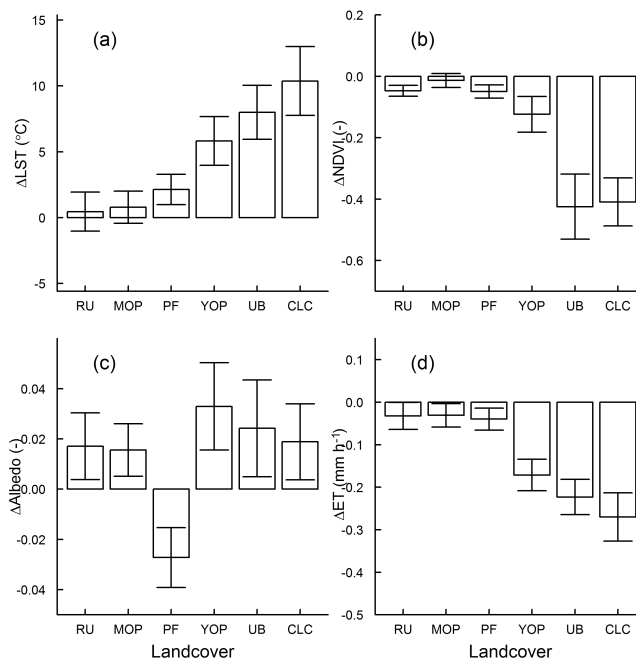 (a)
15
10
5
0
-5
ΔLST (°C)
RU MOP PF YOP UB CLC
(b)
0.2
0.0
-0.2
-0.4
-0.6
ΔNDVI (-)
RU MOP PF YOP UB CLC
(c)
0.04
0.02
0.00
-0.02
-0.04
ΔAlbedo (-)
RU MOP PF YOP UB CLC
Landcover
(d)
0.1
0.0
-0.1
-0.2
-0.3
-0.4
-0.5
ΔET (mm h⁻¹)
RU MOP PF YOP UB CLC
Landcover